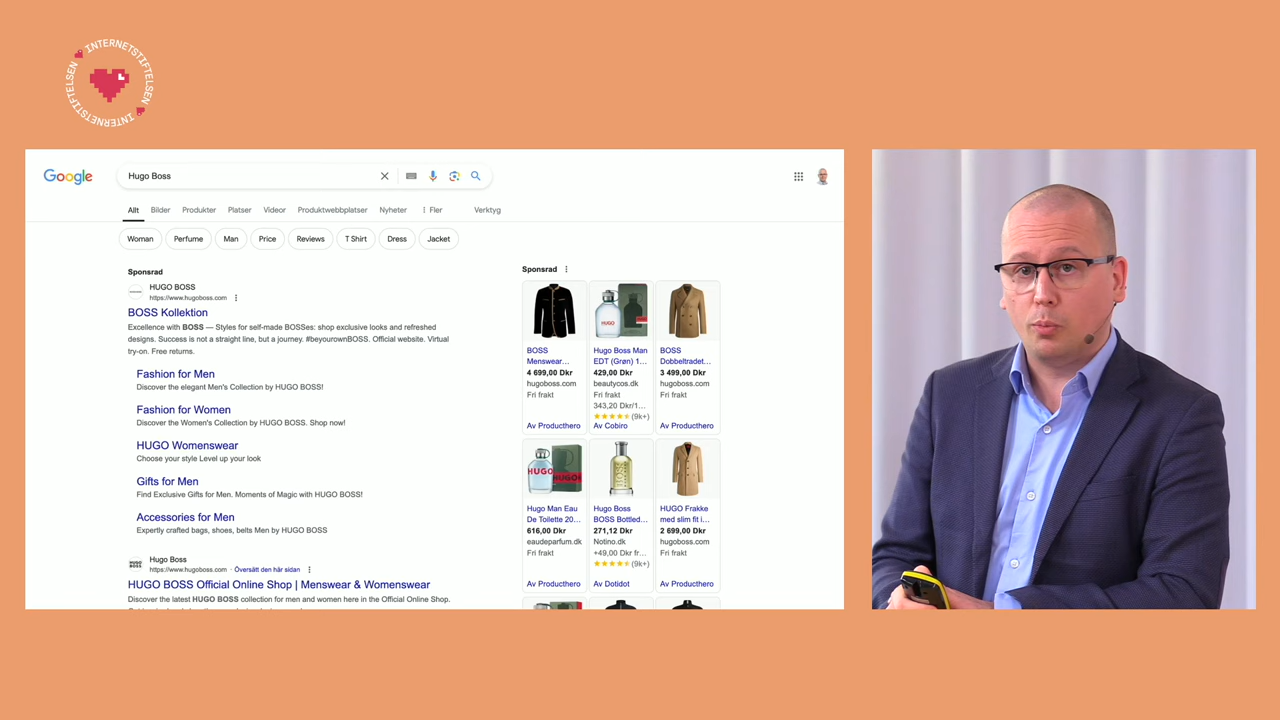 INTERNETSTIFTELSEN
INTERNETSTIFTELSEN
Google
Hugo Boss
Allt
Bilder
Produkter
Platser
Videor
Produktwebbplatser
Nyheter
Fler
Verktyg
Woman
Perfume
Man
Price
Reviews
T Shirt
Dress
Jacket
Sponsrad
HUGO BOSS
https://www.hugoboss.com
BOSS Kollektion
Excellence with BOSS — Styles for self-made BOSSes: shop exclusive looks and refreshed
designs. Success is not a straight line, but a journey. #beyourownBOSS. Official website. Virtual
try-on. Free returns.
Fashion for Men
Discover the elegant Men's Collection by HUGO BOSS!
Fashion for Women
Discover the Women's Collection by HUGO BOSS. Shop now!
HUGO Womenswear
Choose your style Level up your look
Gifts for Men
Find Exclusive Gifts for Men. Moments of Magic with HUGO BOSS!
Accessories for Men
Expertly crafted bags, shoes, belts Men by HUGO BOSS
Hugo Boss
https://www.hugoboss.com · Översätt den här sidan
HUGO BOSS Official Online Shop | Menswear & Womenswear
Discover the latest HUGO BOSS collection for men and women here in the Official Online Shop.
Sponsrad
BOSS
Menswear…
4 699,00 Dkr
hugoboss.com
Fri frakt
Av Producthero
Hugo Boss Man
EDT (Grøn) 1…
429,00 Dkr
beautycos.dk
Fri frakt
343,20 Dkr/1…
(9k+)
Av Cobiro
BOSS
Dobbeltradet…
3 499,00 Dkr
hugoboss.com
Fri frakt
Av Producthero
Hugo Man Eau
De Toilette 20…
616,00 Dkr
eaudeparfum.dk
Fri frakt
Av Producthero
Hugo Boss
BOSS Bottled…
271,12 Dkr
Notino.dk
+49,00 Dkr fr…
(9k+)
Av Dotidot
HUGO Frakke
med slim fit i…
2 699,00 Dkr
hugoboss.com
Fri frakt
Av Producthero